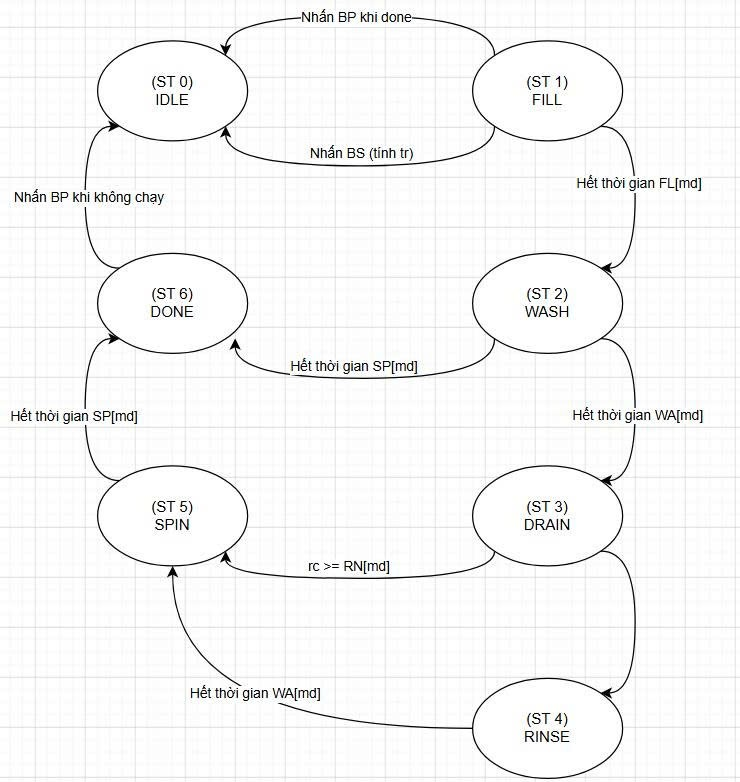 Nhấn BP khi done
(ST 0)
IDLE
(ST 1)
FILL
Nhấn BS (tính tr)
Hết thời gian FL[md]
Nhấn BP khi không chạy
(ST 6)
DONE
(ST 2)
WASH
Hết thời gian SP[md]
Hết thời gian SP[md]
Hết thời gian WA[md]
(ST 5)
SPIN
(ST 3)
DRAIN
rc >= RN[md]
Hết thời gian WA[md]
(ST 4)
RINSE